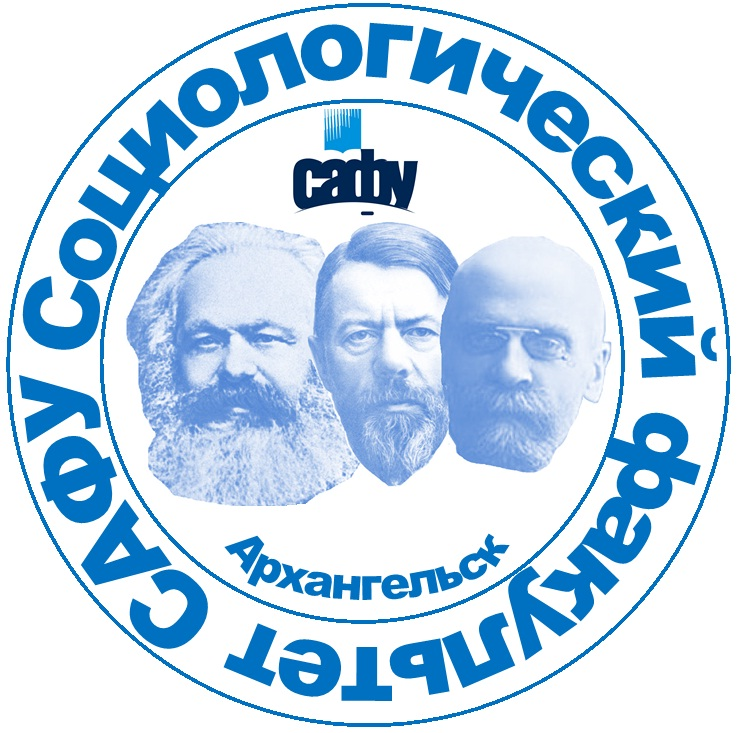 Социологический факультет САФУ
сафу
Архангельск